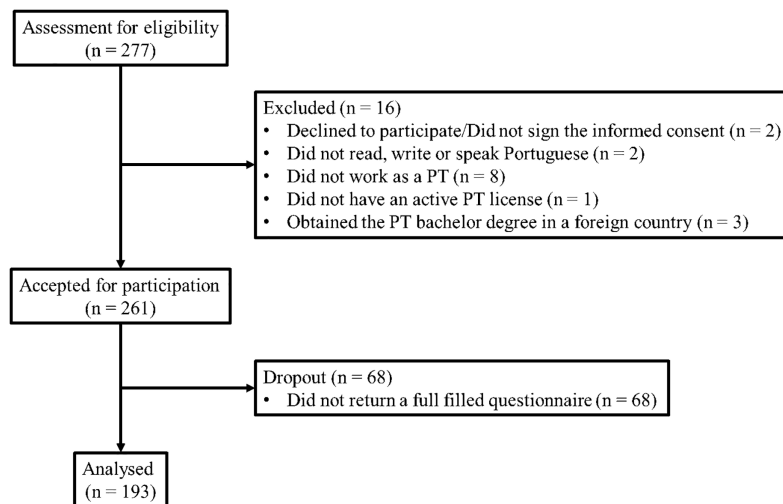 Assessment for eligibility
(n = 277)
Excluded (n = 16)
• Declined to participate/Did not sign the informed consent (n = 2)
• Did not read, write or speak Portuguese (n = 2)
• Did not work as a PT (n = 8)
• Did not have an active PT license (n = 1)
• Obtained the PT bachelor degree in a foreign country (n = 3)
Accepted for participation
(n = 261)
Dropout (n = 68)
• Did not return a full filled questionnaire (n = 68)
Analysed
(n = 193)